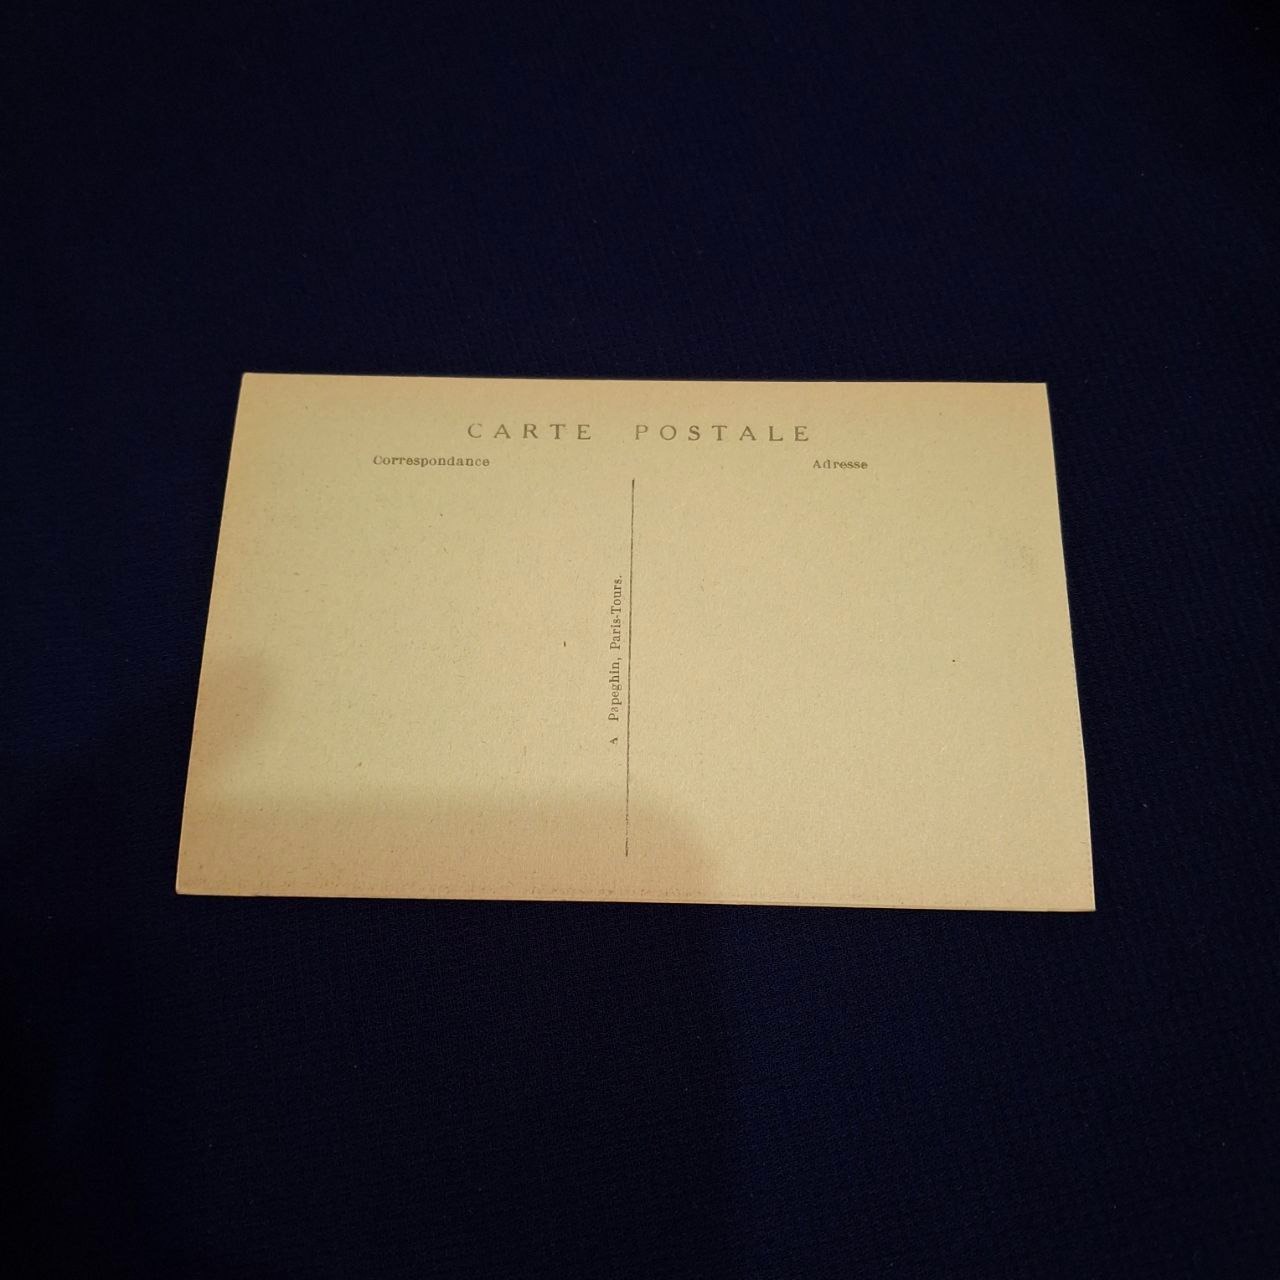 CARTE POSTALE
Correspondance
Adresse
A Papeghin, Paris-Tours.